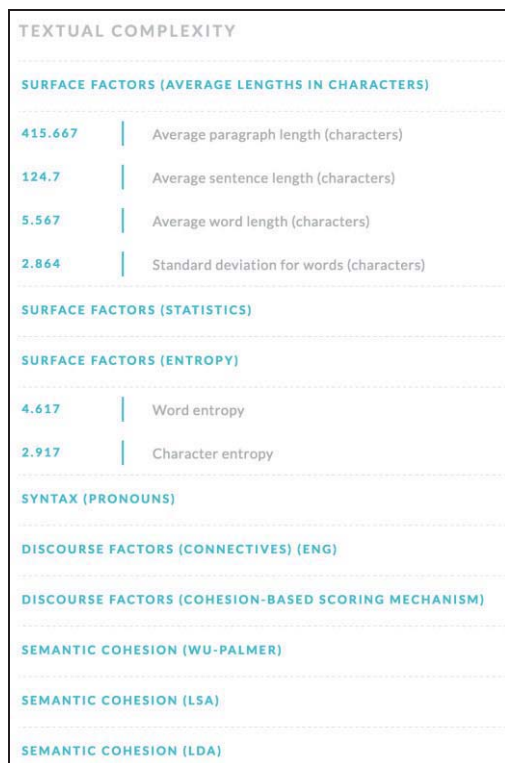 TEXTUAL COMPLEXITY
SURFACE FACTORS (AVERAGE LENGTHS IN CHARACTERS)
415.667 Average paragraph length (characters)
124.7 Average sentence length (characters)
5.567 Average word length (characters)
2.864 Standard deviation for words (characters)
SURFACE FACTORS (STATISTICS)
SURFACE FACTORS (ENTROPY)
4.617 Word entropy
2.917 Character entropy
SYNTAX (PRONOUNS)
DISCOURSE FACTORS (CONNECTIVES) (ENG)
DISCOURSE FACTORS (COHESION-BASED SCORING MECHANISM)
SEMANTIC COHESION (WU-PALMER)
SEMANTIC COHESION (LSA)
SEMANTIC COHESION (LDA)